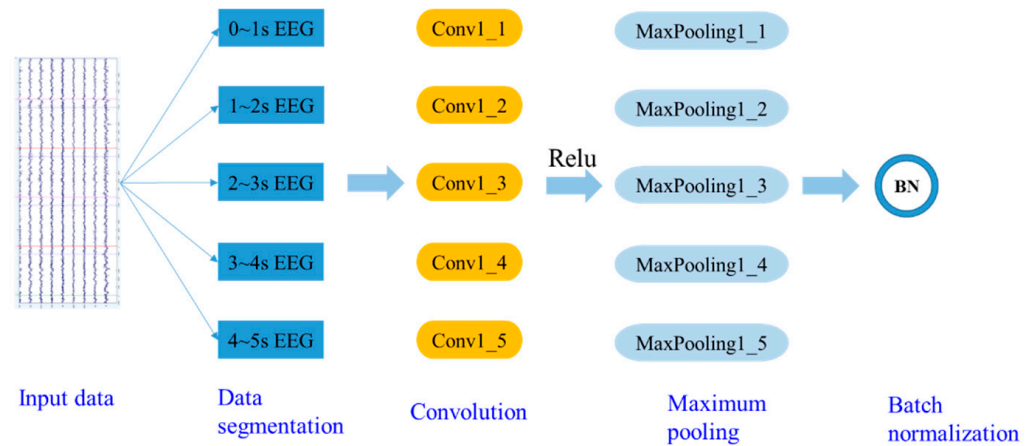 0~1s EEG
Conv1_1
MaxPooling1_1
1~2s EEG
Conv1_2
MaxPooling1_2
2~3s EEG
Conv1_3
Relu
MaxPooling1_3
BN
3~4s EEG
Conv1_4
MaxPooling1_4
4~5s EEG
Conv1_5
MaxPooling1_5
Input data
Data
segmentation
Convolution
Maximum
pooling
Batch
normalization